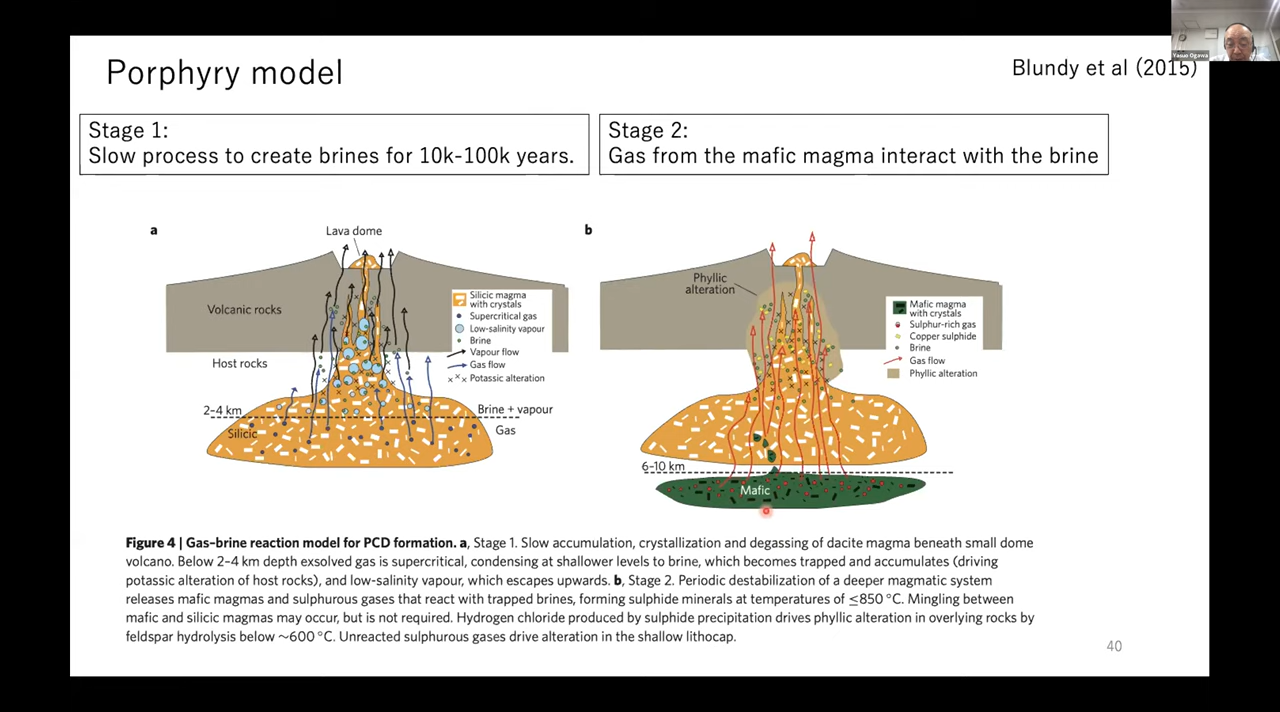 Porphyry model
Blundy et al (2015)
Yasuo Ogawa
Stage 1:
Slow process to create brines for 10k-100k years.
Stage 2:
Gas from the mafic magma interact with the brine
a
Lava dome
Volcanic rocks
Host rocks
2–4 km
Silicic
Brine + vapour
Gas
Silicic magma
with crystals
Supercritical gas
Low-salinity vapour
Brine
Vapour flow
Gas flow
Potassic alteration
b
Phyllic
alteration
6–10 km
Mafic
Mafic magma
with crystals
Sulphur-rich gas
Copper sulphide
Brine
Gas flow
Phyllic alteration
Figure 4 | Gas–brine reaction model for PCD formation. a, Stage 1. Slow accumulation, crystallization and degassing of dacite magma beneath small dome
volcano. Below 2–4 km depth exsolved gas is supercritical, condensing at shallower levels to brine, which becomes trapped and accumulates (driving
potassic alteration of host rocks), and low-salinity vapour, which escapes upwards. b, Stage 2. Periodic destabilization of a deeper magmatic system
releases mafic magmas and sulphurous gases that react with trapped brines, forming sulphide minerals at temperatures of ≤850 °C. Mingling between
mafic and silicic magmas may occur, but is not required. Hydrogen chloride produced by sulphide precipitation drives phyllic alteration in overlying rocks by
feldspar hydrolysis below ~600 °C. Unreacted sulphurous gases drive alteration in the shallow lithocap.
40